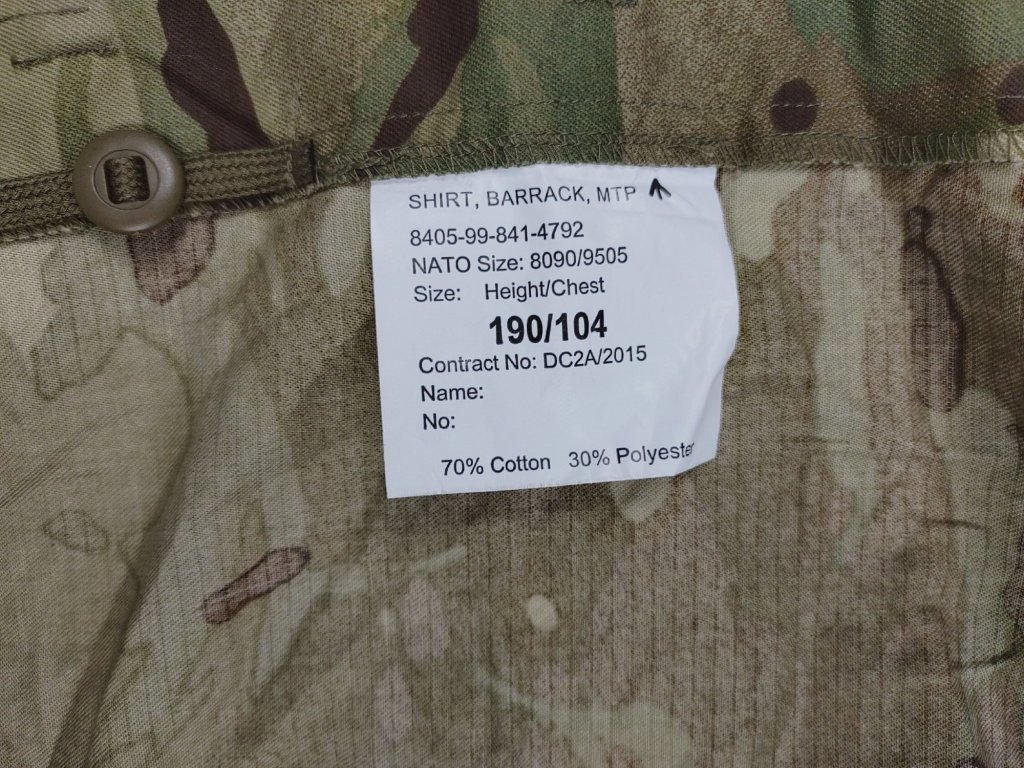 SHIRT, BARRACK, MTP
8405-99-841-4792
NATO Size: 8090/9505
Size: Height/Chest
190/104
Contract No: DC2A/2015
Name:
No:
70% Cotton 30% Polyester